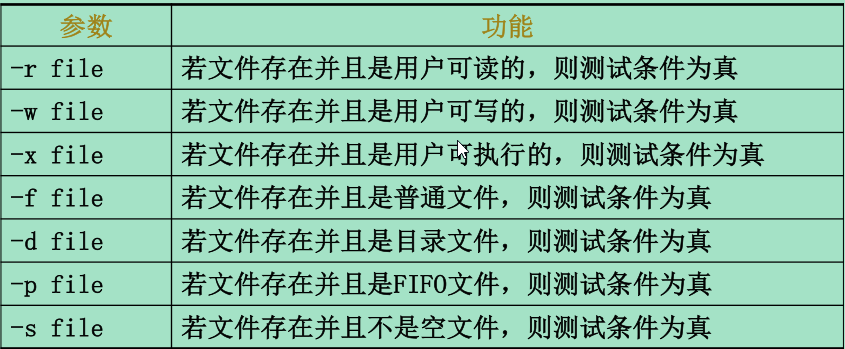 参数 功能
-r file 若文件存在并且是用户可读的，则测试条件为真
-w file 若文件存在并且是用户可写的，则测试条件为真
-x file 若文件存在并且是用户可执行的，则测试条件为真
-f file 若文件存在并且是普通文件，则测试条件为真
-d file 若文件存在并且是目录文件，则测试条件为真
-p file 若文件存在并且是FIFO文件，则测试条件为真
-s file 若文件存在并且不是空文件，则测试条件为真